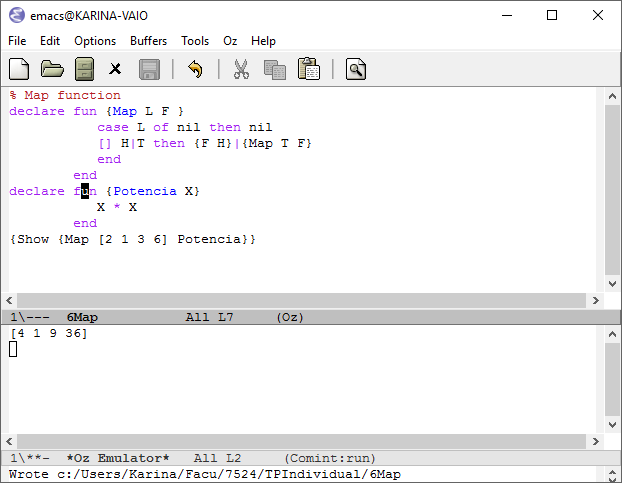 emacs@KARINA-VAIO
File Edit Options Buffers Tools Oz Help
% Map function
declare fun {Map L F }
case L of nil then nil
[] H|T then {F H}|{Map T F}
end
end
declare fun {Potencia X}
X * X
end
{Show {Map [2 1 3 6] Potencia}}
1\--- 6Map All L7 (Oz)
[4 1 9 36]
1\**- *Oz Emulator* All L2 (Comint:run)
Wrote c:/Users/Karina/Facu/7524/TPIndividual/6Map